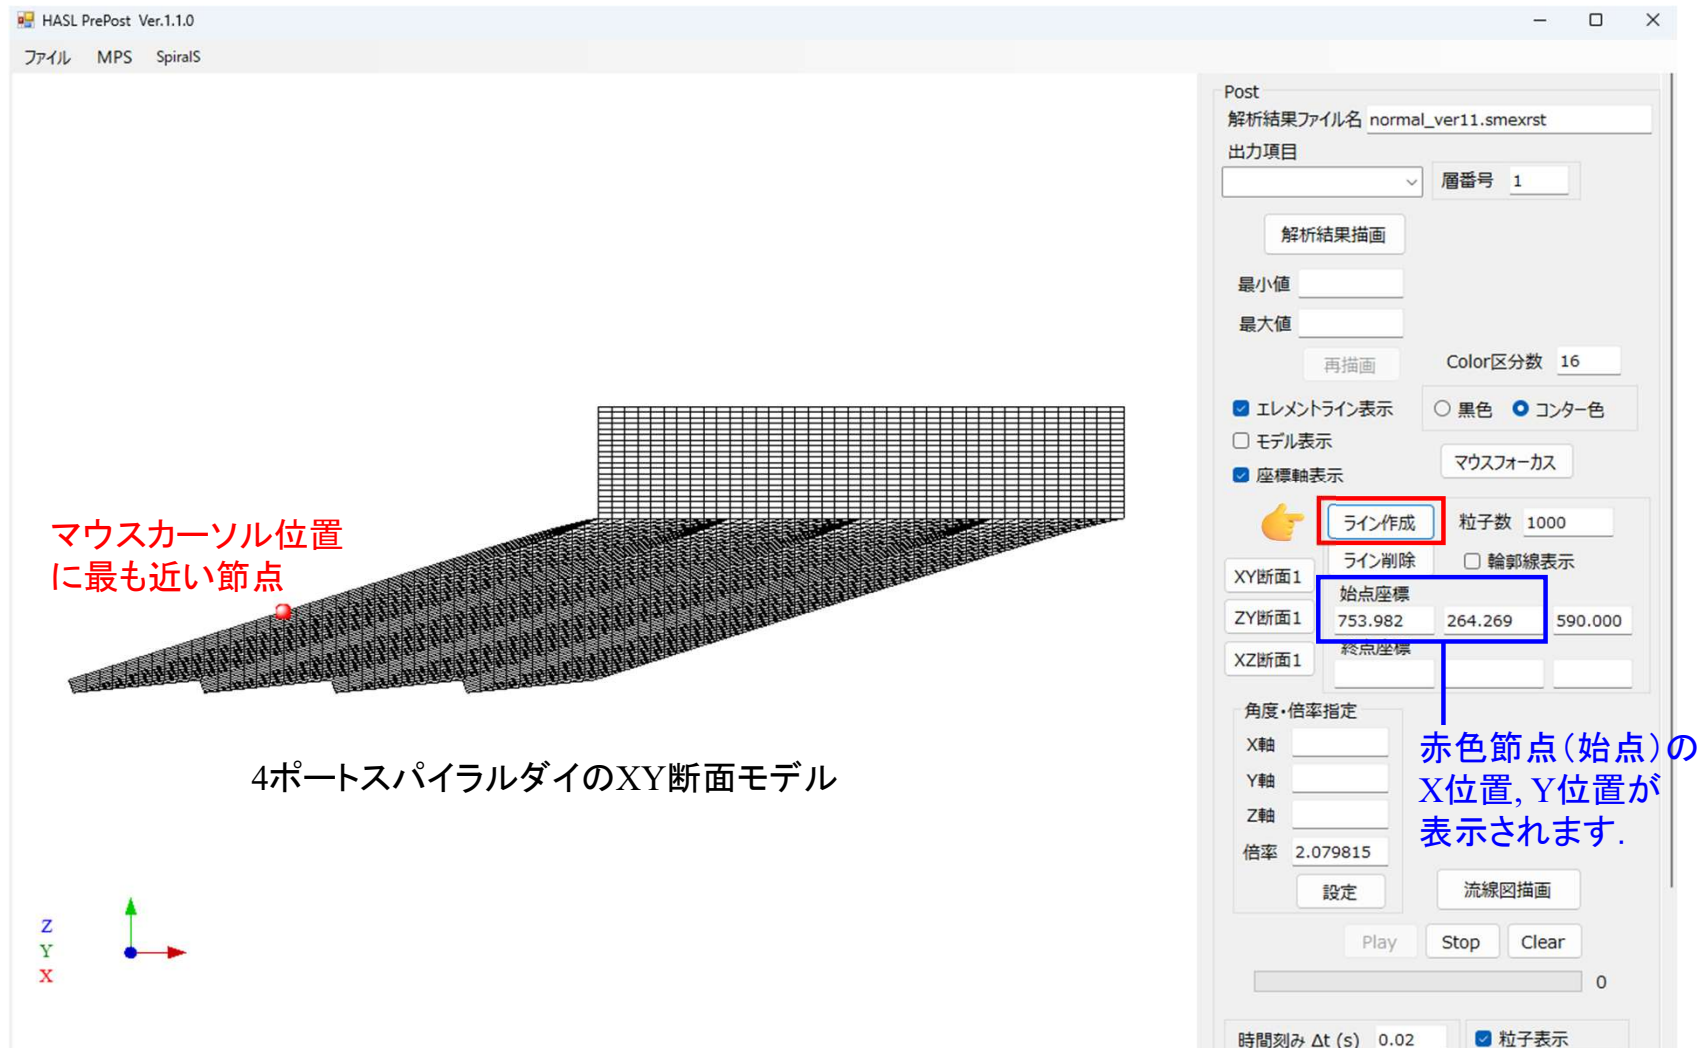 HASL PrePost Ver.1.1.0
ファイル MPS SpiralS
Post
解析結果ファイル名 normal_ver11.smexrst
出力項目
層番号 1
解析結果描画
最小値
最大値
再描画 Color区分数 16
エレメントライン表示 黒色 コンター色
モデル表示
座標軸表示 マウスフォーカス
ライン作成 粒子数 1000
ライン削除 輪郭線表示
XY断面1
始点座標
ZY断面1 753.982 264.269 590.000
終点座標
XZ断面1
マウスカーソル位置
に最も近い節点
4ポートスパイラルダイのXY断面モデル
角度・倍率指定
X軸
Y軸
Z軸
倍率 2.079815
設定
赤色節点(始点)の
X位置, Y位置が
表示されます.
流線図描画
Play Stop Clear
0
時間刻み Δt (s) 0.02 粒子表示
Z
Y
X